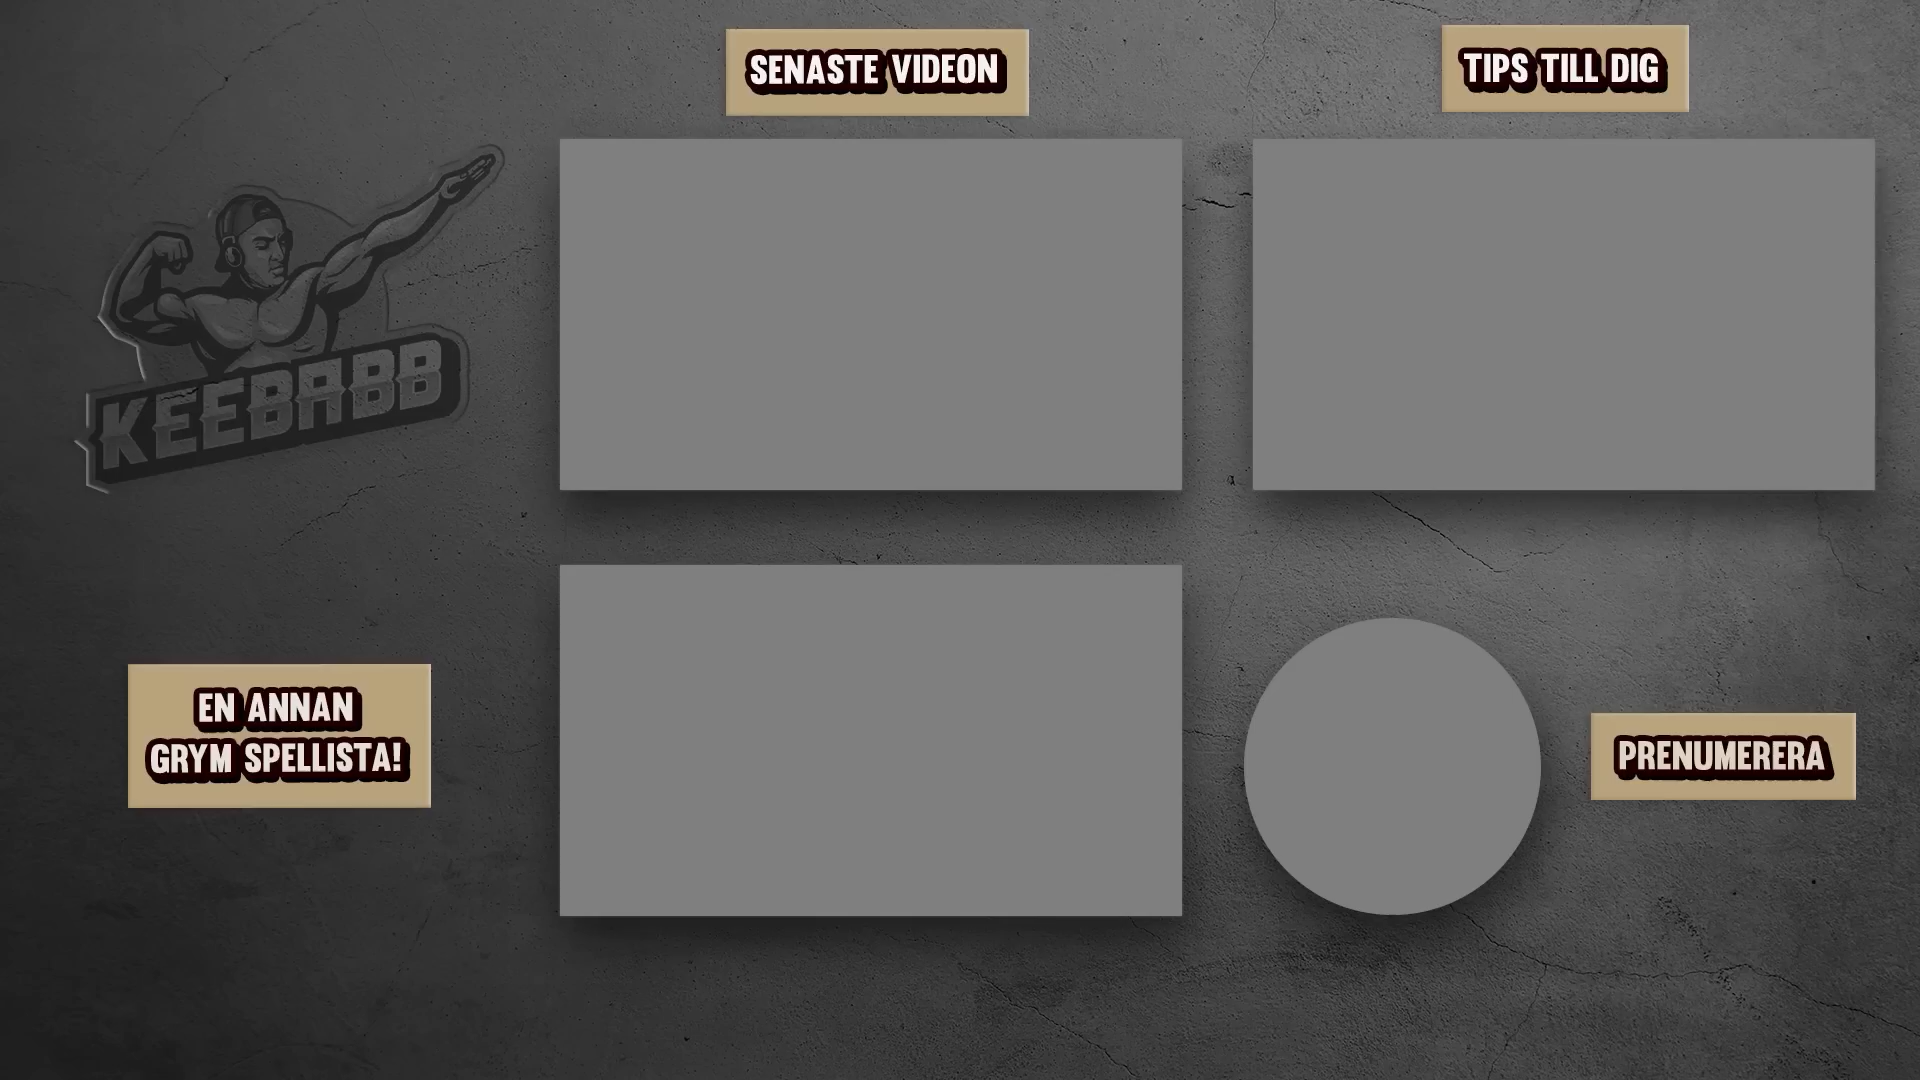 SENASTE VIDEON
TIPS TILL DIG
KEEBABB
EN ANNAN
GRYM SPELLISTA!
PRENUMERERA